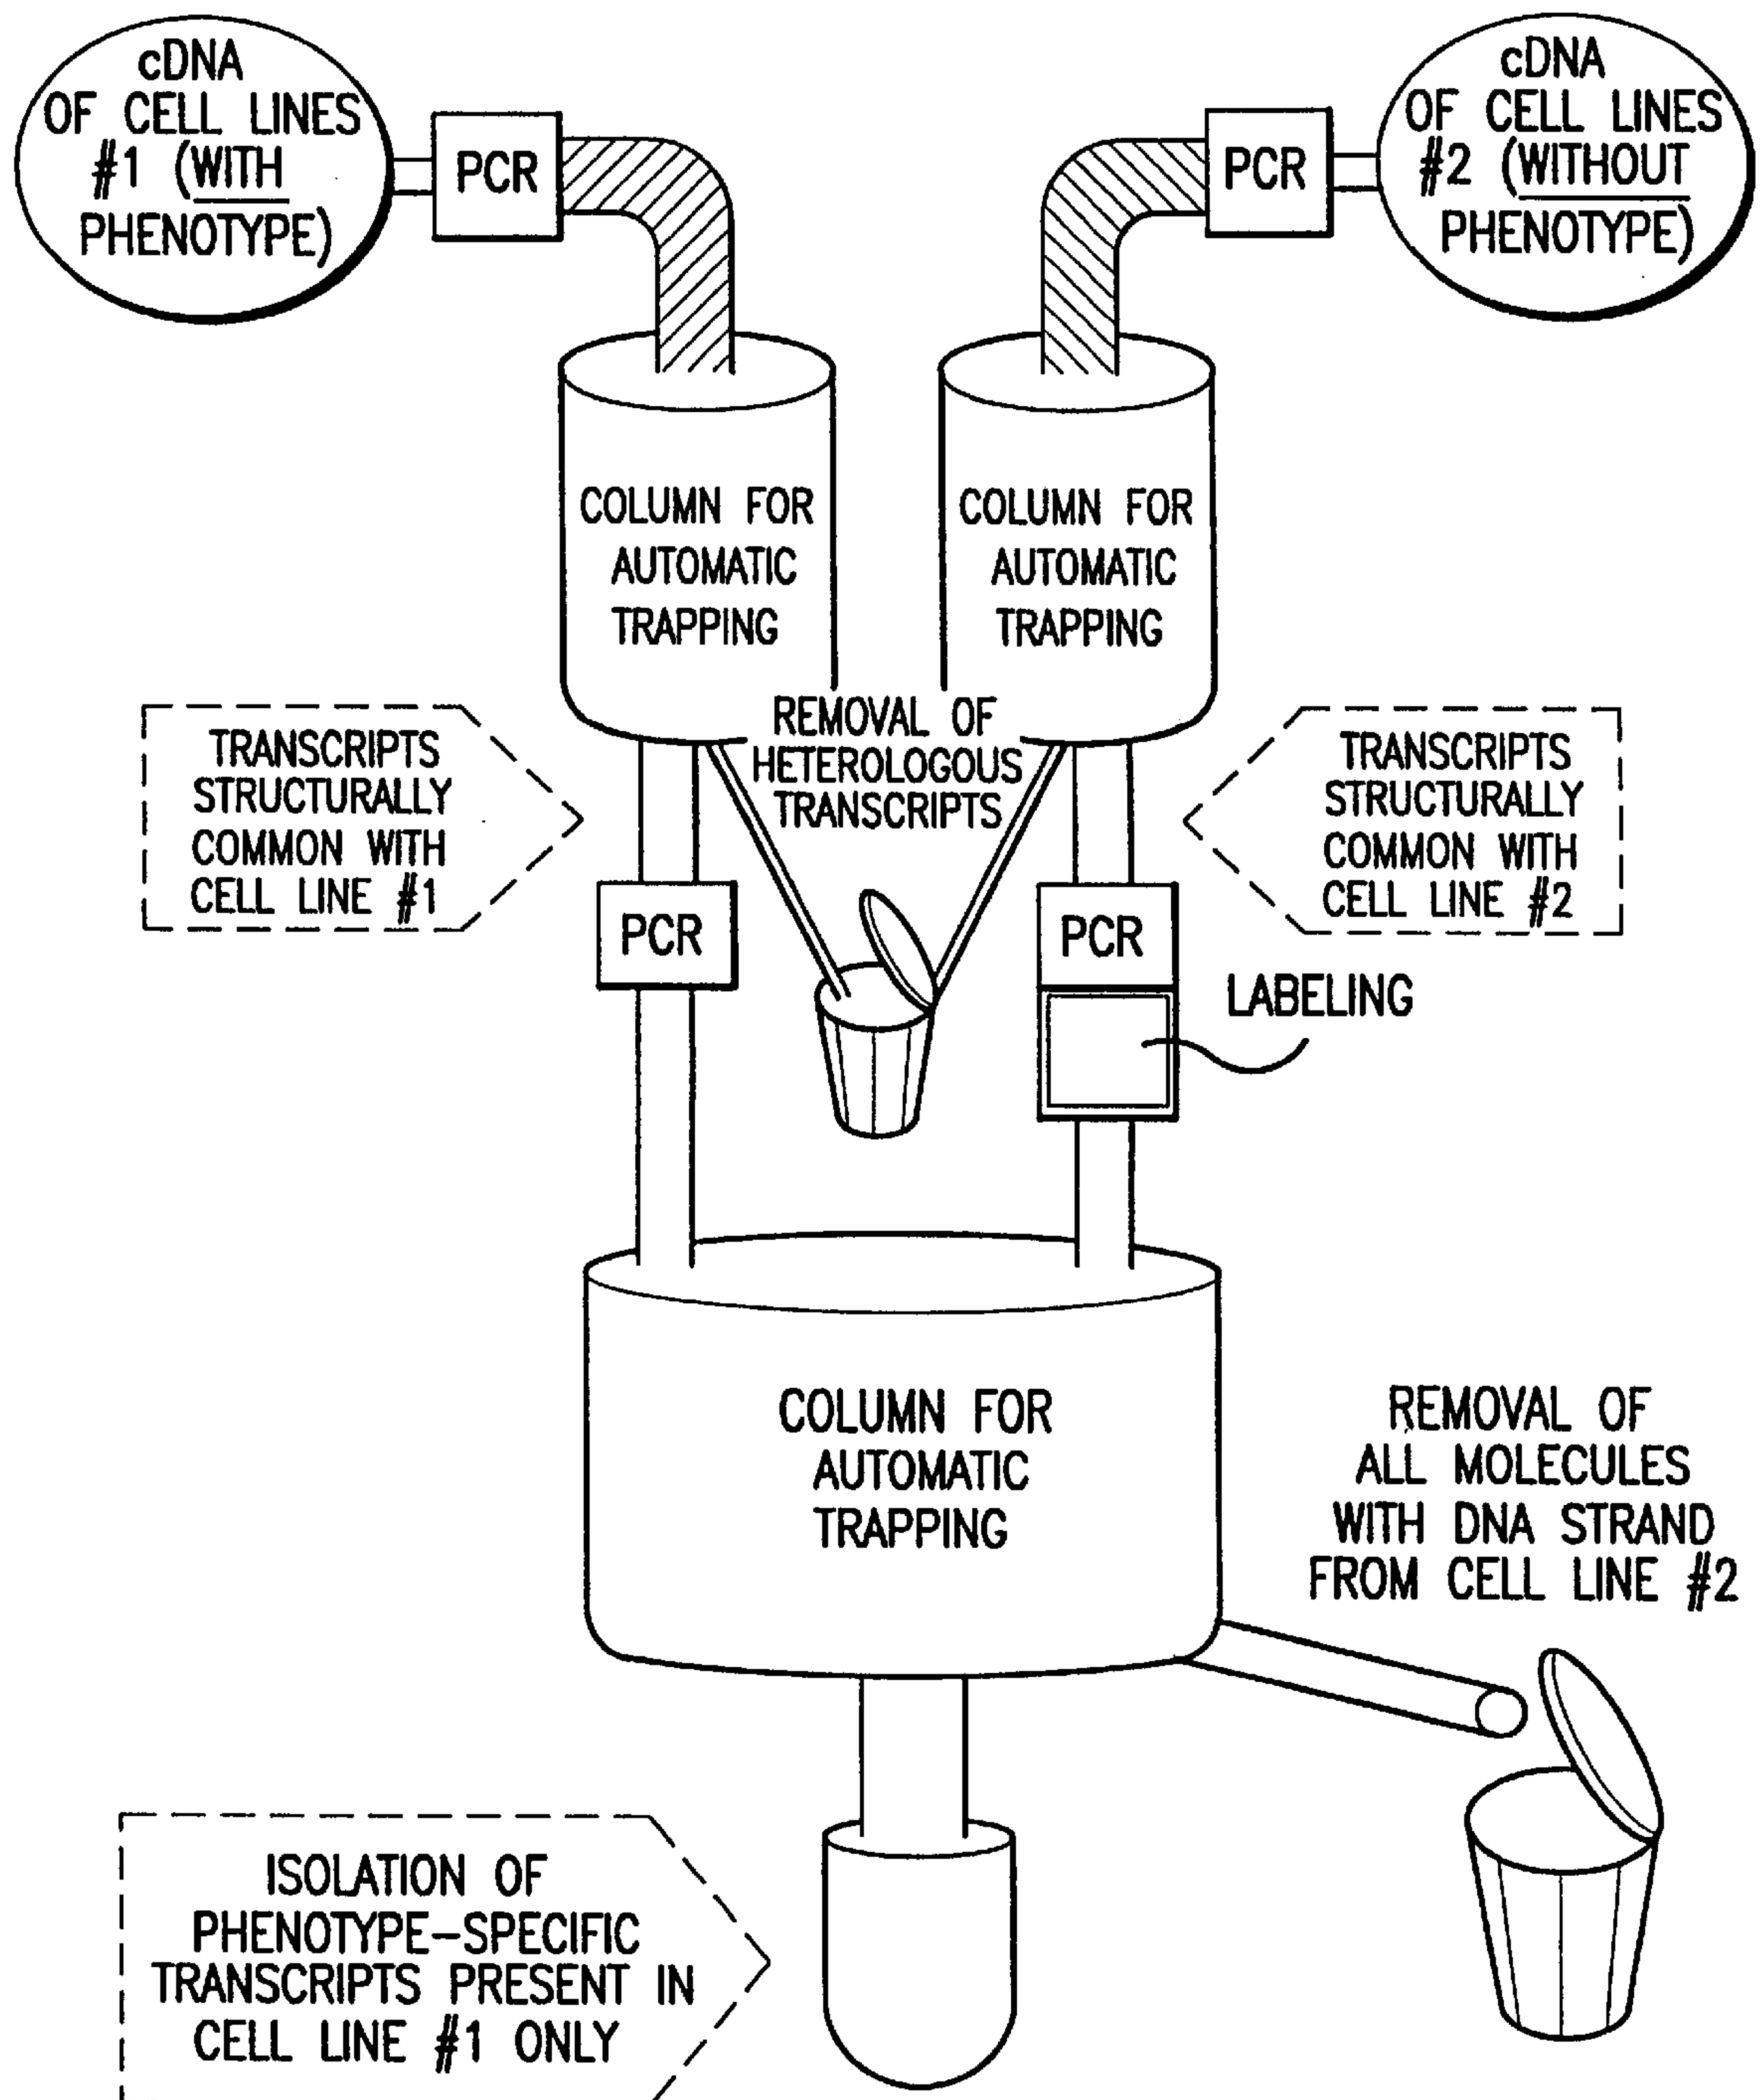 cDNA
OF CELL LINES
#1 (WITH
PHENOTYPE)
PCR
PCR
cDNA
OF CELL LINES
#2 (WITHOUT
PHENOTYPE)
COLUMN FOR
AUTOMATIC
TRAPPING
COLUMN FOR
AUTOMATIC
TRAPPING
TRANSCRIPTS
STRUCTURALLY
COMMON WITH
CELL LINE #1
REMOVAL OF
HETEROLOGOUS
TRANSCRIPTS
TRANSCRIPTS
STRUCTURALLY
COMMON WITH
CELL LINE #2
PCR
PCR
LABELING
COLUMN FOR
AUTOMATIC
TRAPPING
REMOVAL OF
ALL MOLECULES
WITH DNA STRAND
FROM CELL LINE #2
ISOLATION OF
PHENOTYPE-SPECIFIC
TRANSCRIPTS PRESENT IN
CELL LINE #1 ONLY